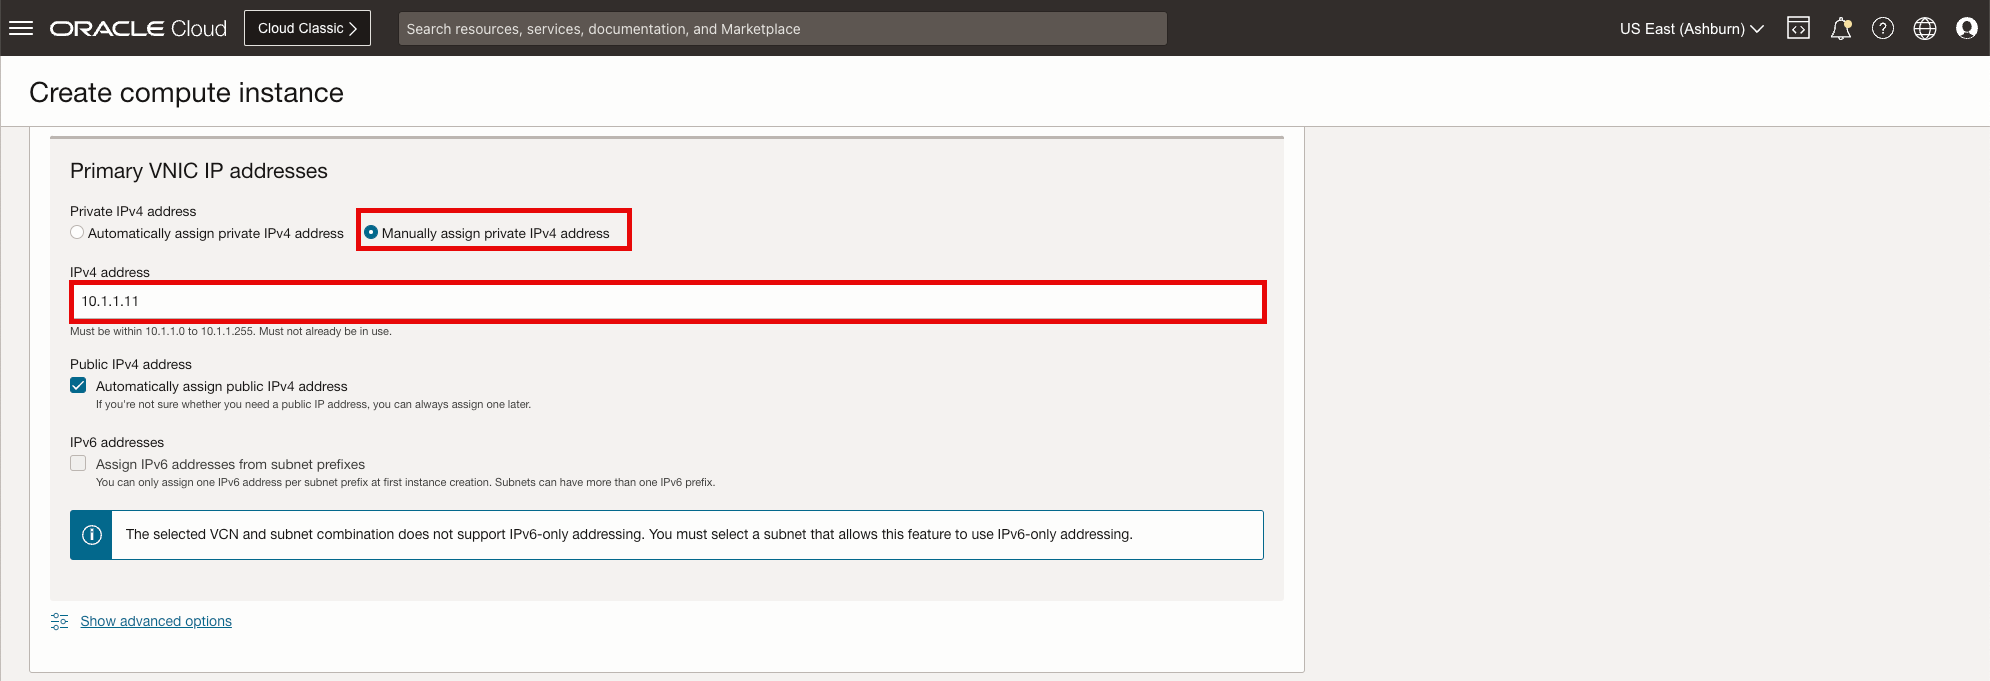 ORACLE Cloud
Cloud Classic
Search resources, services, documentation, and Marketplace
US East (Ashburn)
Create compute instance
Primary VNIC IP addresses
Private IPv4 address
Automatically assign private IPv4 address
Manually assign private IPv4 address
IPv4 address
10.1.1.11
Must be within 10.1.1.0 to 10.1.1.255. Must not already be in use.
Public IPv4 address
Automatically assign public IPv4 address
If you're not sure whether you need a public IP address, you can always assign one later.
IPv6 addresses
Assign IPv6 addresses from subnet prefixes
You can only assign one IPv6 address per subnet prefix at first instance creation. Subnets can have more than one IPv6 prefix.
The selected VCN and subnet combination does not support IPv6-only addressing. You must select a subnet that allows this feature to use IPv6-only addressing.
Show advanced options